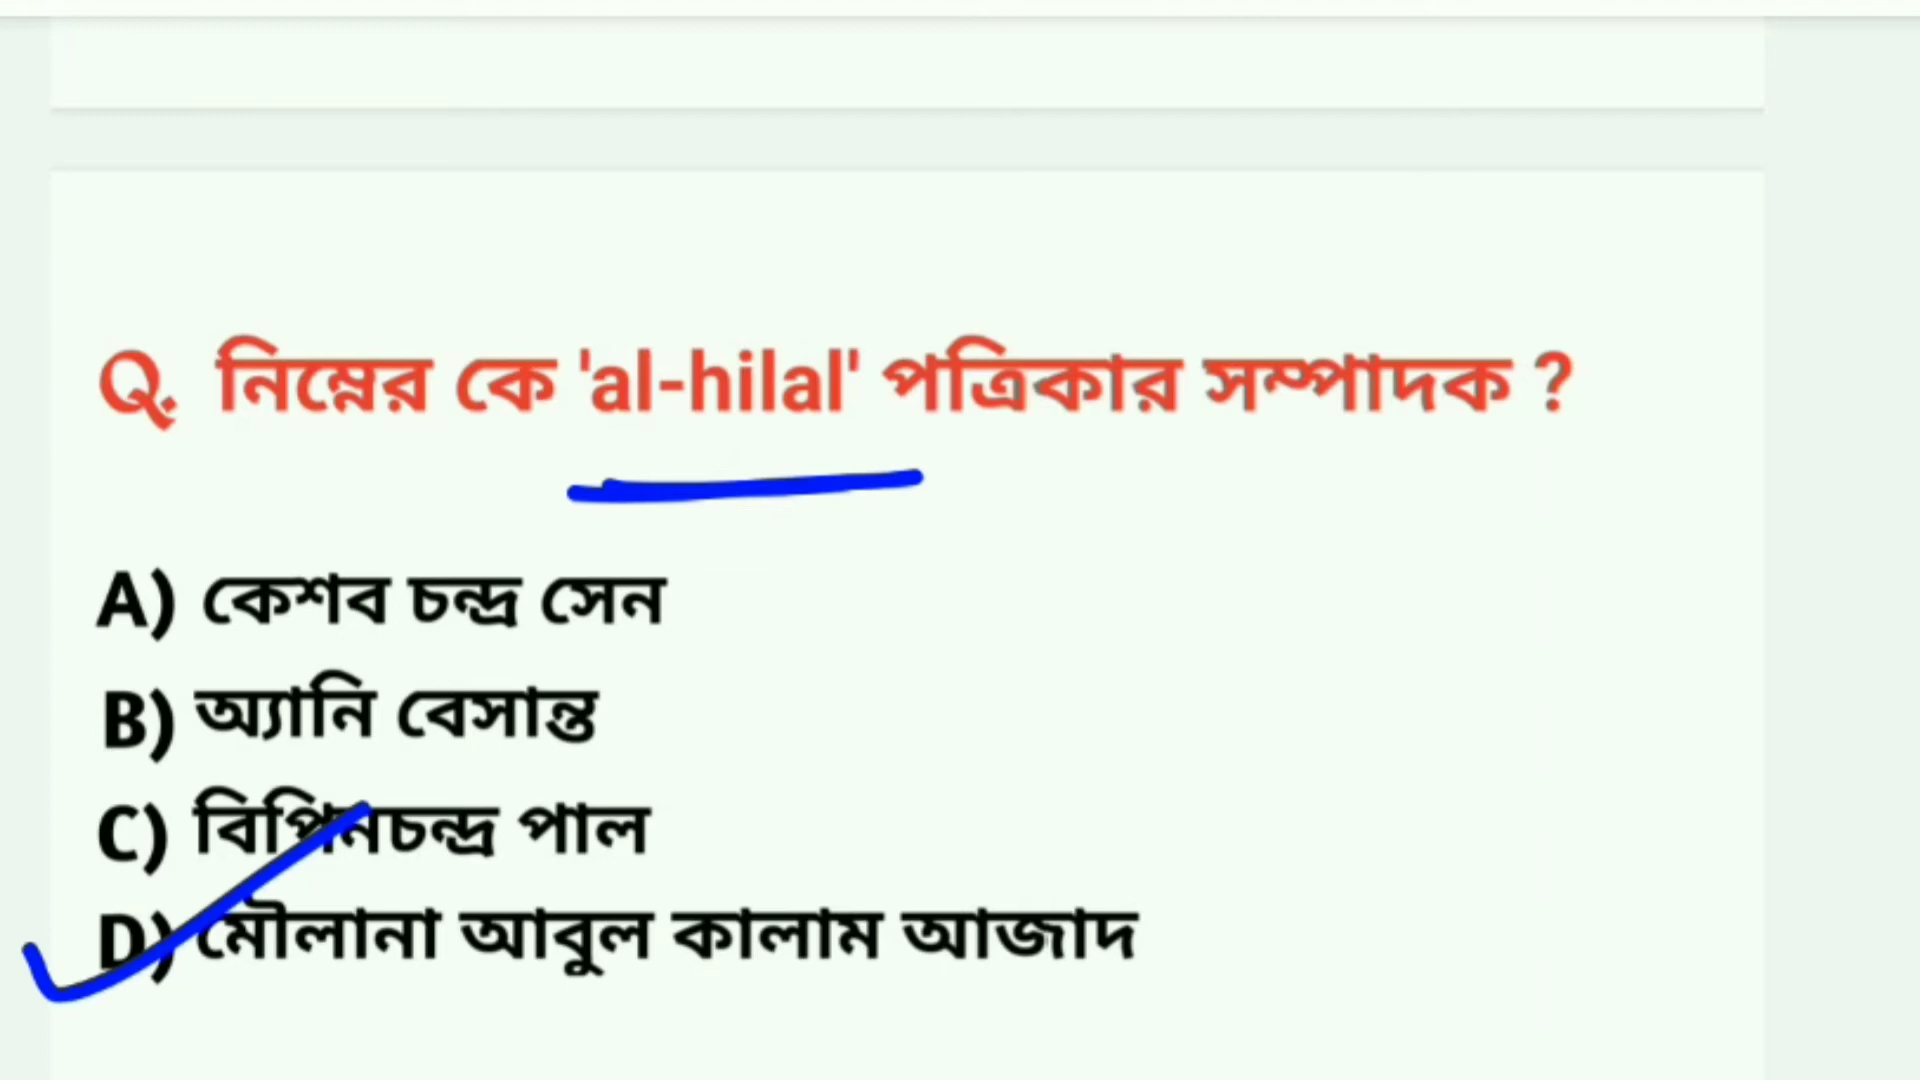 Q. নিম্নের কে 'al-hilal' পত্রিকার সম্পাদক ?
A) কেশব চন্দ্র সেন
B) অ্যানি বেসান্ত
C) বিপিনচন্দ্র পাল
D) মৌলানা আবুল কালাম আজাদ